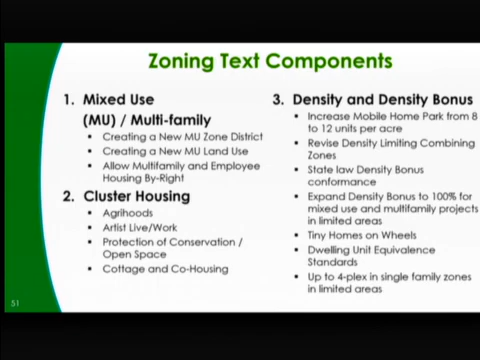 Zoning Text Components
1. Mixed Use
(MU) / Multi-family
▪ Creating a New MU Zone District
▪ Creating a New MU Land Use
▪ Allow Multifamily and Employee
Housing By-Right
2. Cluster Housing
▪ Agrihoods
▪ Artist Live/Work
▪ Protection of Conservation /
Open Space
▪ Cottage and Co-Housing
3. Density and Density Bonus
▪ Increase Mobile Home Park from 8
to 12 units per acre
▪ Revise Density Limiting Combining
Zones
▪ State law Density Bonus
conformance
▪ Expand Density Bonus to 100% for
mixed use and multifamily projects
in limited areas
▪ Tiny Homes on Wheels
▪ Dwelling Unit Equivalence
Standards
▪ Up to 4-plex in single family zones
in limited areas
51